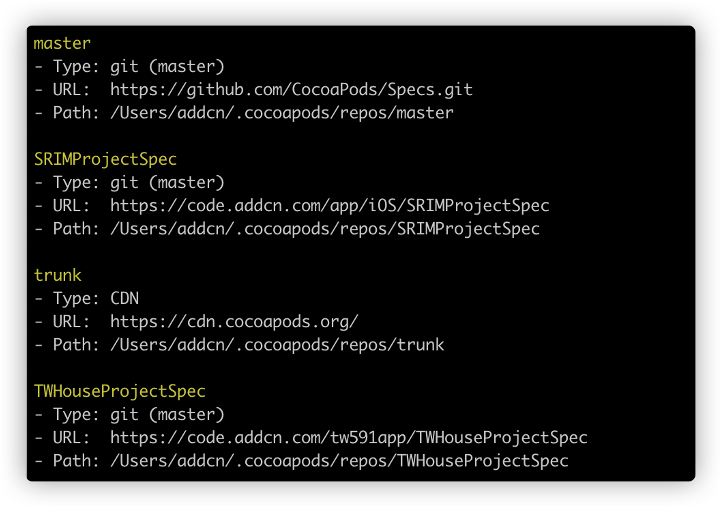 master
- Type: git (master)
- URL:  https://github.com/CocoaPods/Specs.git
- Path: /Users/addcn/.cocoapods/repos/master

SRIMProjectSpec
- Type: git (master)
- URL:  https://code.addcn.com/app/iOS/SRIMProjectSpec
- Path: /Users/addcn/.cocoapods/repos/SRIMProjectSpec

trunk
- Type: CDN
- URL:  https://cdn.cocoapods.org/
- Path: /Users/addcn/.cocoapods/repos/trunk

TWHouseProjectSpec
- Type: git (master)
- URL:  https://code.addcn.com/tw591app/TWHouseProjectSpec
- Path: /Users/addcn/.cocoapods/repos/TWHouseProjectSpec